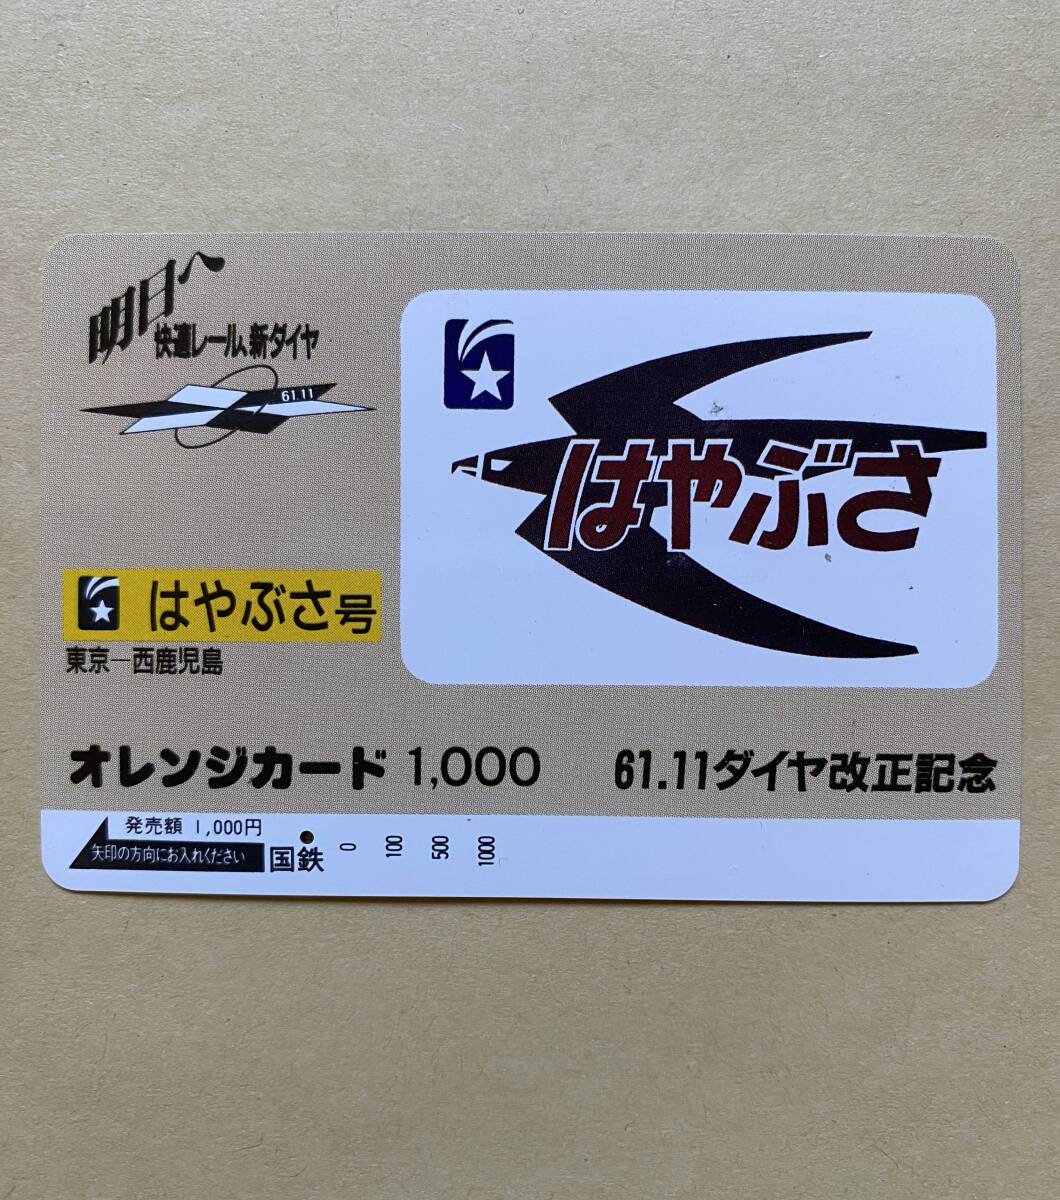 明日へ
快適レール、新ダイヤ
61.11
はやぶさ
はやぶさ号
東京―西鹿児島
オレンジカード 1,000
61.11ダイヤ改正記念
発売額 1,000円
矢印の方向にお入れください
国鉄
0
100
500
1000